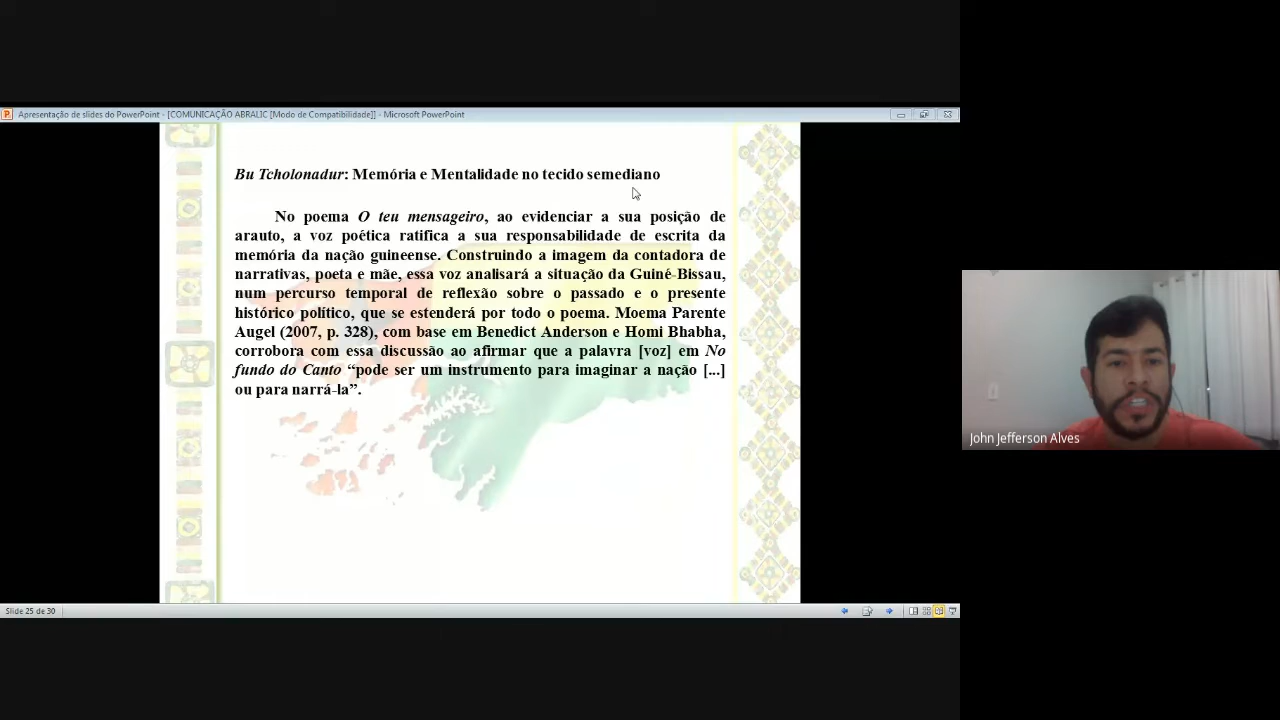 Apresentação de slides do PowerPoint - [COMUNICAÇÃO ABRALIC [Modo de Compatibilidade]] - Microsoft PowerPoint
Bu Tcholonadur: Memória e Mentalidade no tecido semediano
No poema O teu mensageiro, ao evidenciar a sua posição de
arauto, a voz poética ratifica a sua responsabilidade de escrita da
memória da nação guineense. Construindo a imagem da contadora de
narrativas, poeta e mãe, essa voz analisará a situação da Guiné-Bissau,
num percurso temporal de reflexão sobre o passado e o presente
histórico político, que se estenderá por todo o poema. Moema Parente
Augel (2007, p. 328), com base em Benedict Anderson e Homi Bhabha,
corrobora com essa discussão ao afirmar que a palavra [voz] em No
fundo do Canto “pode ser um instrumento para imaginar a nação [...]
ou para narrá-la”.
John Jefferson Alves
Slide 25 de 30